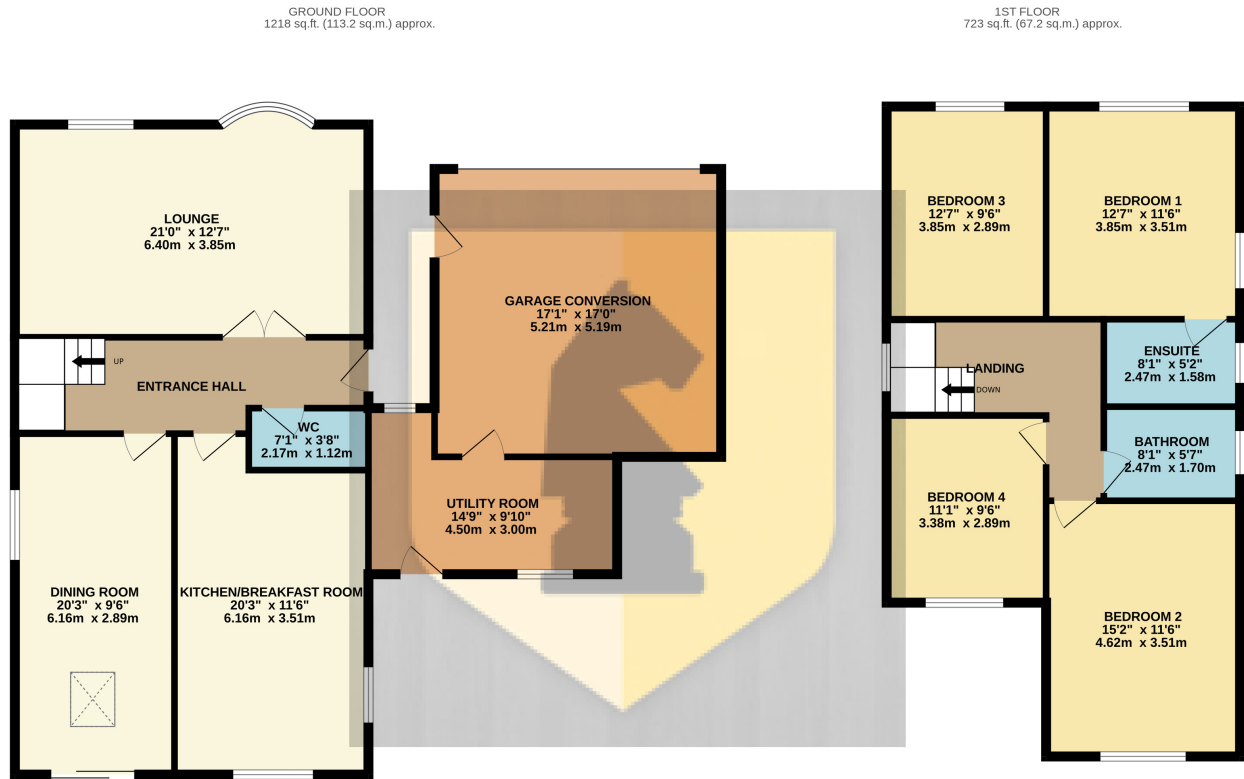 GROUND FLOOR
1218 sq.ft. (113.2 sq.m.) approx.
1ST FLOOR
723 sq.ft. (67.2 sq.m.) approx.
LOUNGE
21'0" x 12'7"
6.40m x 3.85m
UP
ENTRANCE HALL
WC
7'1" x 3'8"
2.17m x 1.12m
DINING ROOM
20'3" x 9'6"
6.16m x 2.89m
KITCHEN/BREAKFAST ROOM
20'3" x 11'6"
6.16m x 3.51m
GARAGE CONVERSION
17'1" x 17'0"
5.21m x 5.19m
UTILITY ROOM
14'9" x 9'10"
4.50m x 3.00m
BEDROOM 3
12'7" x 9'6"
3.85m x 2.89m
BEDROOM 1
12'7" x 11'6"
3.85m x 3.51m
LANDING
DOWN
ENSUITE
8'1" x 5'2"
2.47m x 1.58m
BATHROOM
8'1" x 5'7"
2.47m x 1.70m
BEDROOM 4
11'1" x 9'6"
3.38m x 2.89m
BEDROOM 2
15'2" x 11'6"
4.62m x 3.51m